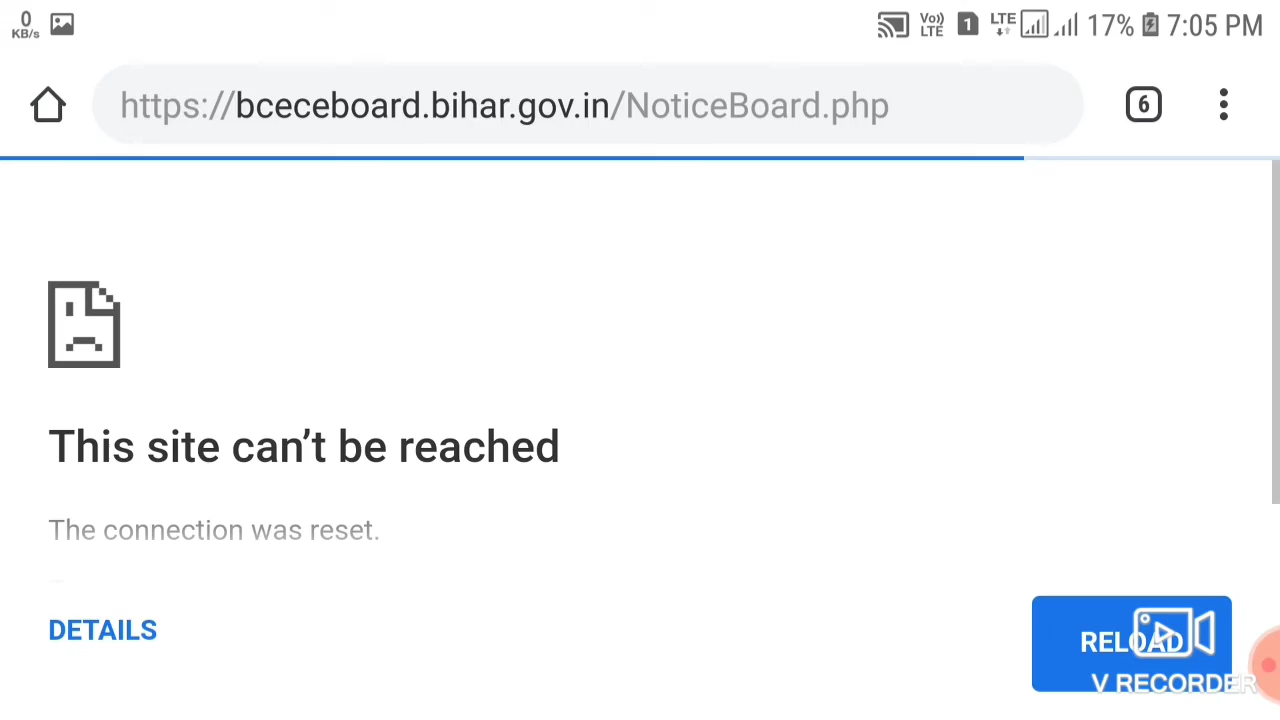 0
KB/s
Vo))
LTE
1
LTE
17%
7:05 PM
https://bceceboard.bihar.gov.in/NoticeBoard.php
6
This site can’t be reached
The connection was reset.
DETAILS
RELOAD
V RECORDER